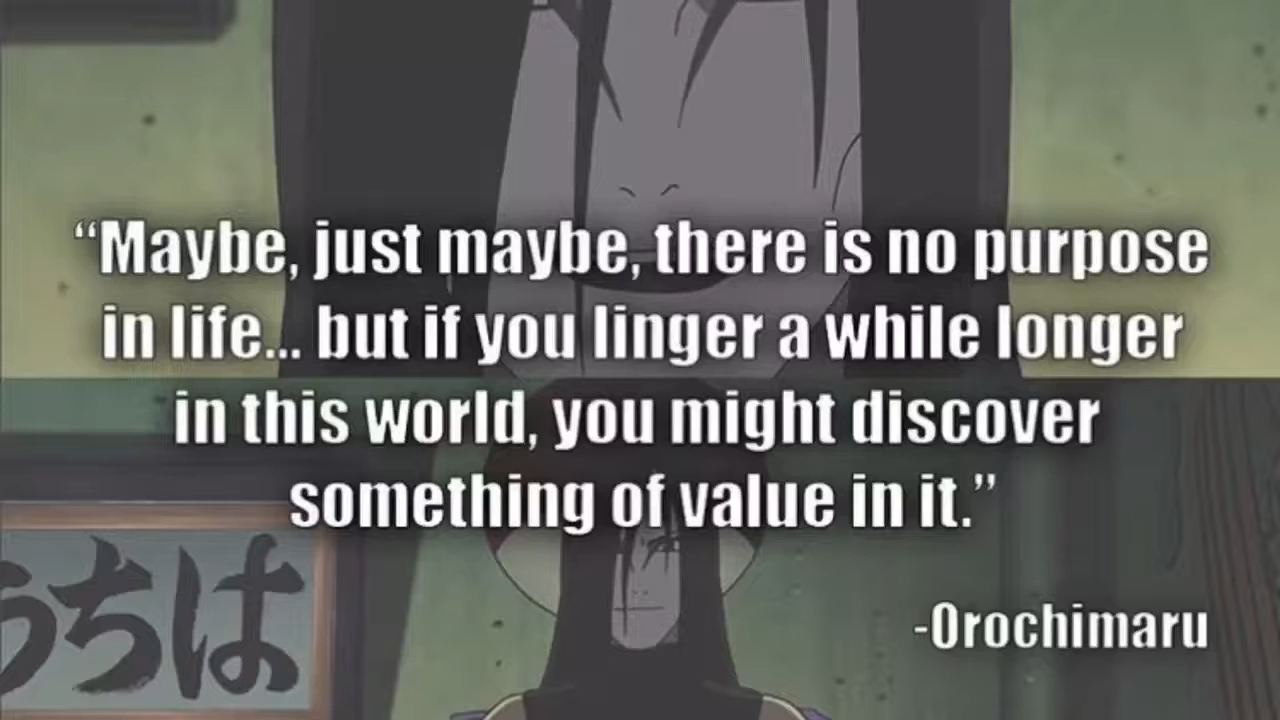 “Maybe, just maybe, there is no purpose
in life... but if you linger a while longer
in this world, you might discover
something of value in it.”
-Orochimaru
うちは